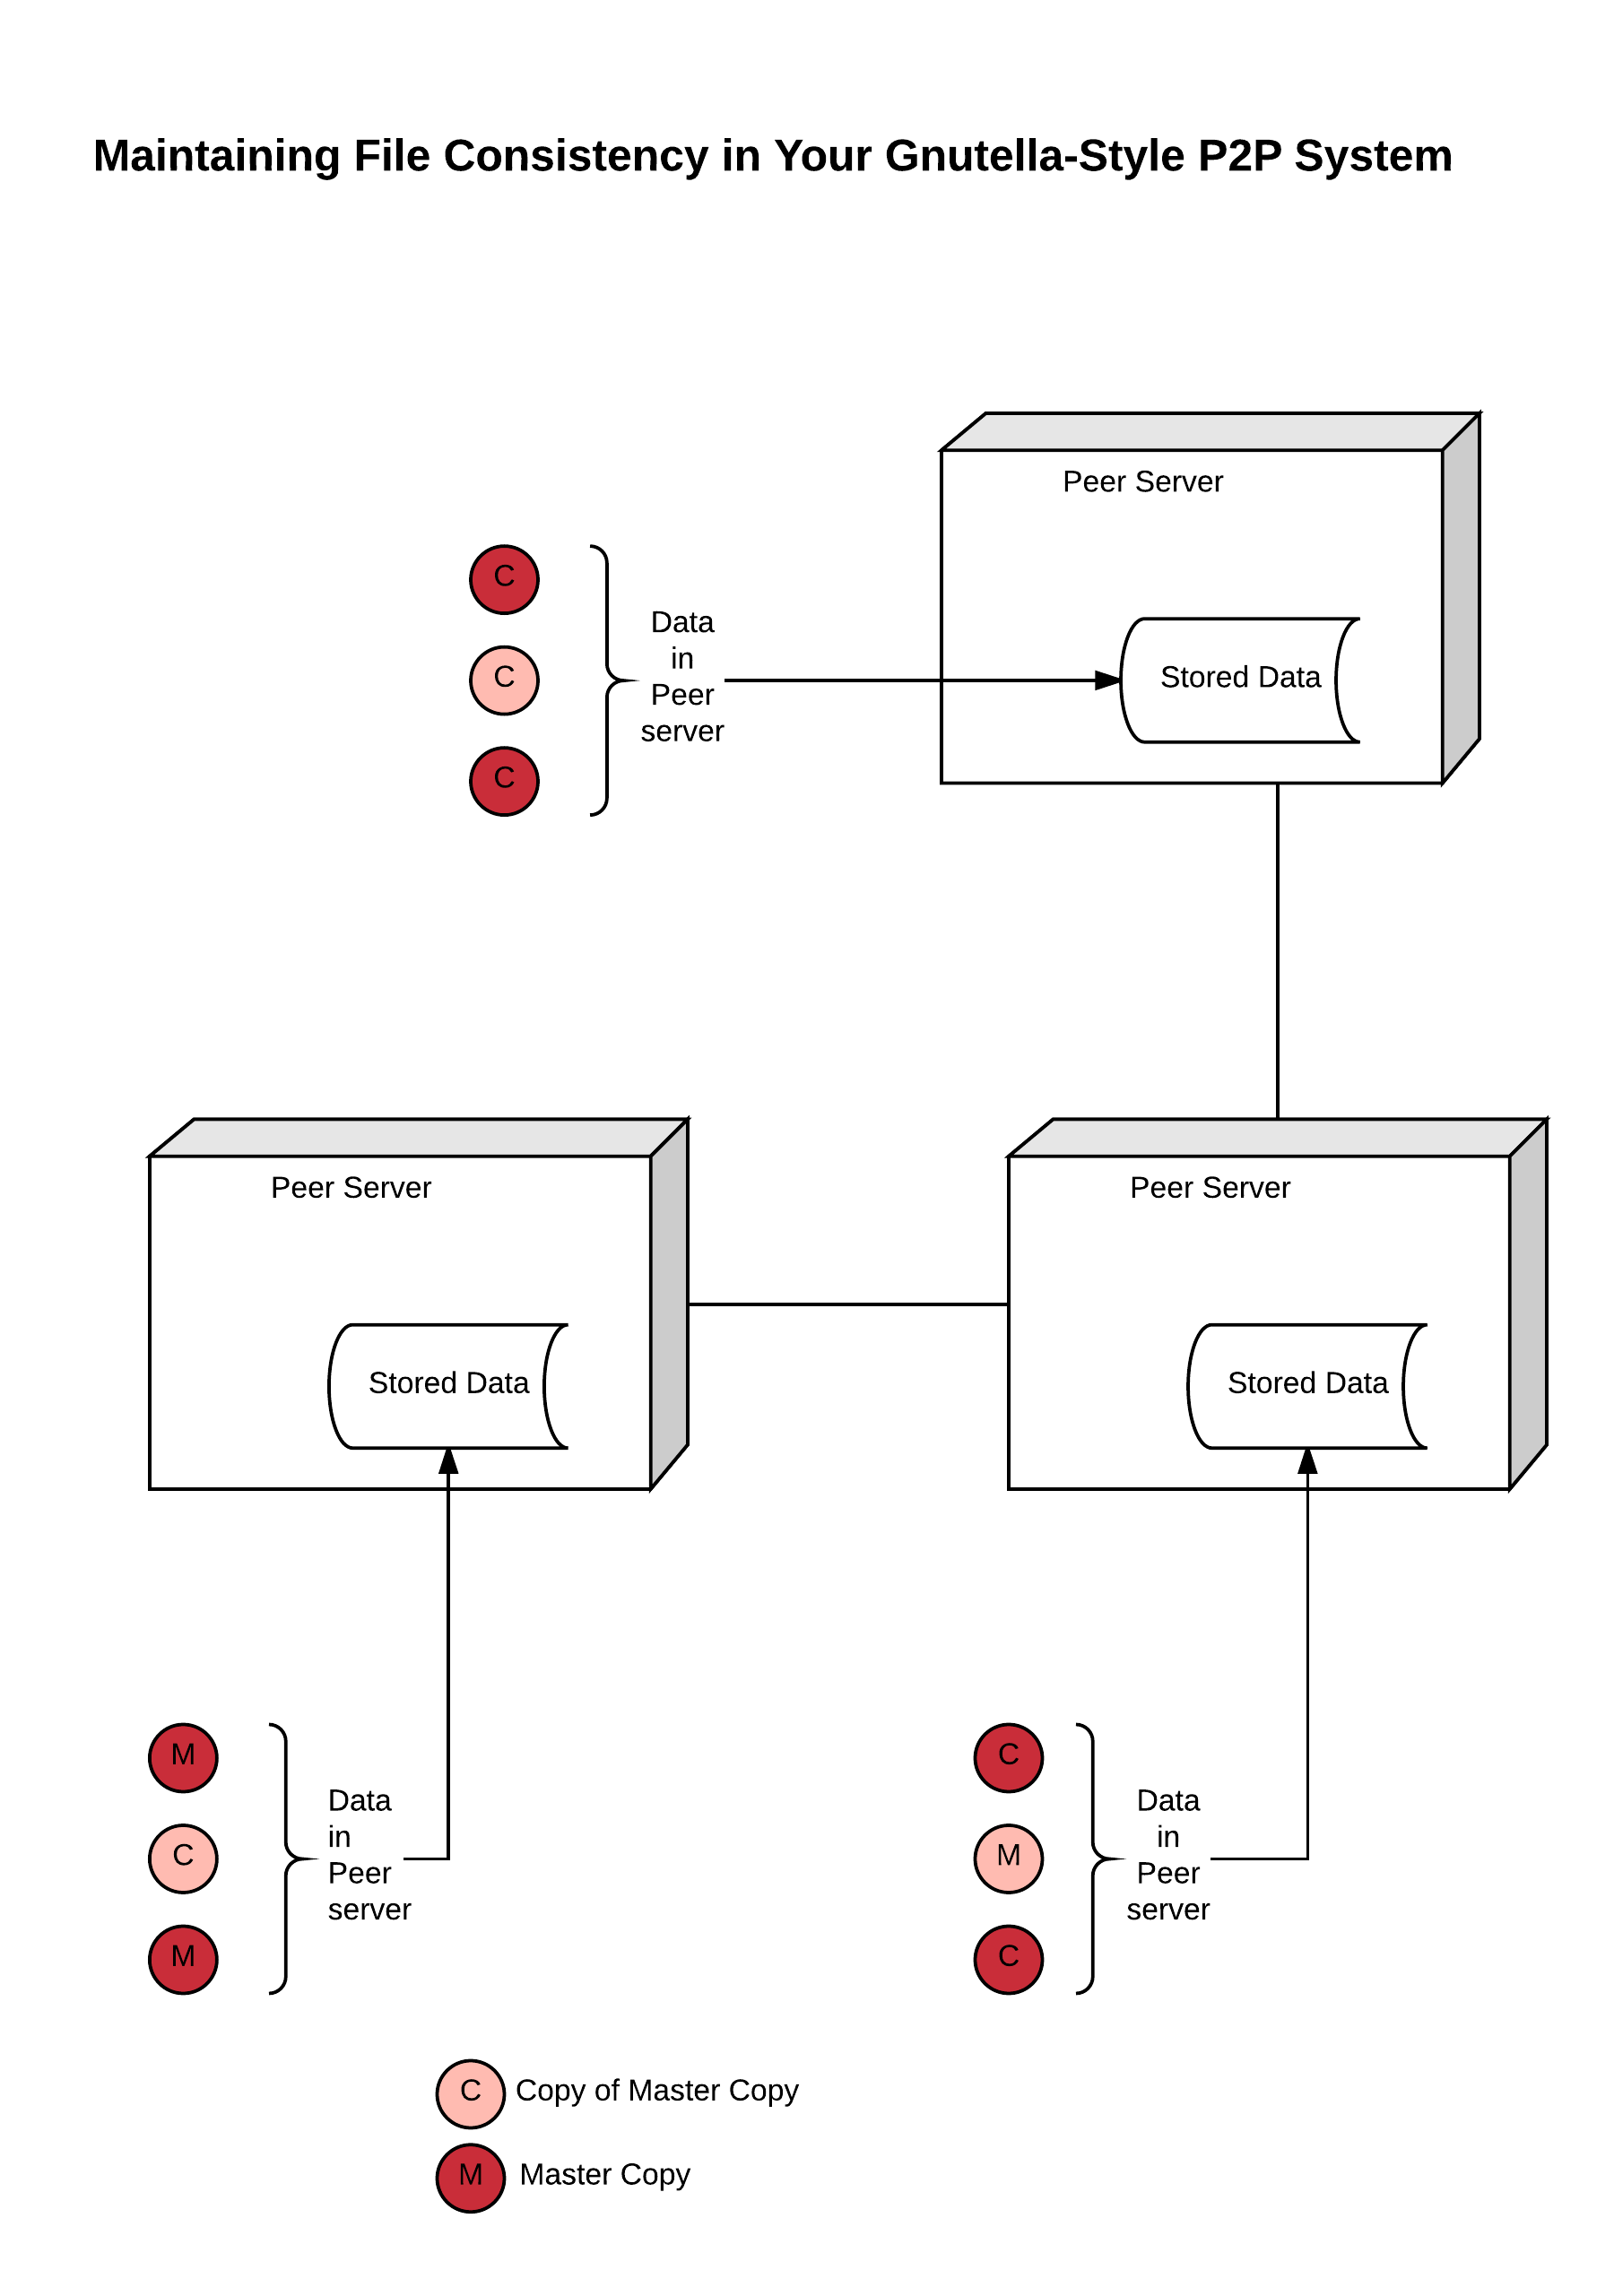 Maintaining File Consistency in Your Gnutella-Style P2P System
Peer Server
C
C
C
Data
in
Peer
server
Stored Data
Peer Server
Stored Data
Peer Server
Stored Data
M
C
M
Data
in
Peer
server
C
M
C
Data
in
Peer
server
C Copy of Master Copy
M Master Copy